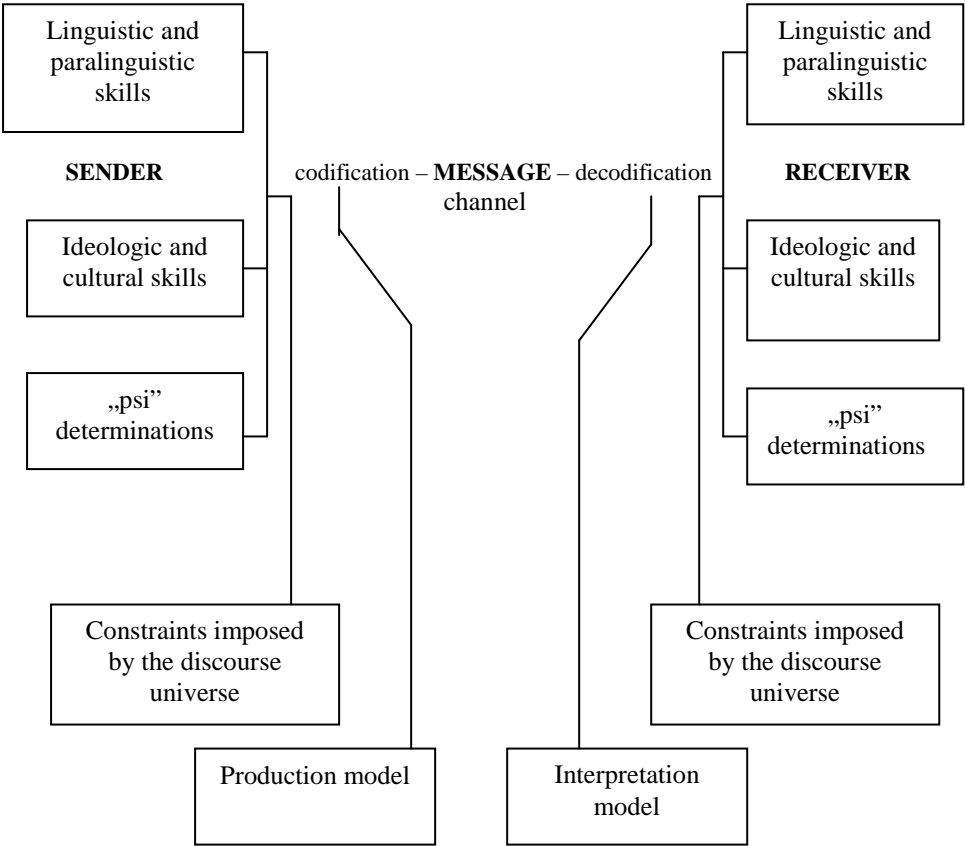 Linguistic and
paralinguistic
skills
Linguistic and
paralinguistic
skills
SENDER
codification – MESSAGE – decodification
channel
RECEIVER
Ideologic and
cultural skills
Ideologic and
cultural skills
„psi”
determinations
„psi”
determinations
Constraints imposed
by the discourse
universe
Constraints imposed
by the discourse
universe
Production model
Interpretation
model